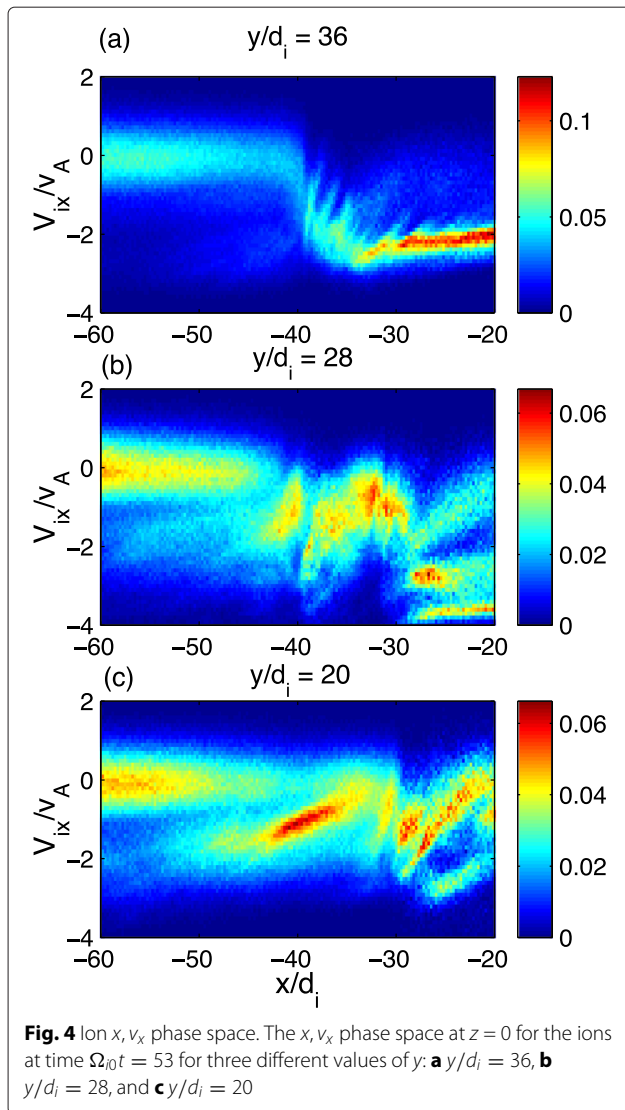 (a)
y/d_i = 36
V_ix/v_A
2
0
−2
−4
−60
−50
−40
−30
−20
0.1
0.05
0
(b)
y/d_i = 28
V_ix/v_A
2
0
−2
−4
−60
−50
−40
−30
−20
0.06
0.04
0.02
0
(c)
y/d_i = 20
V_ix/v_A
2
0
−2
−4
−60
−50
−40
−30
−20
x/d_i
0.06
0.04
0.02
0
Fig. 4 Ion x, v_x phase space. The x, v_x phase space at z = 0 for the ions
at time Ω_i0 t = 53 for three different values of y: a y/d_i = 36, b
y/d_i = 28, and c y/d_i = 20